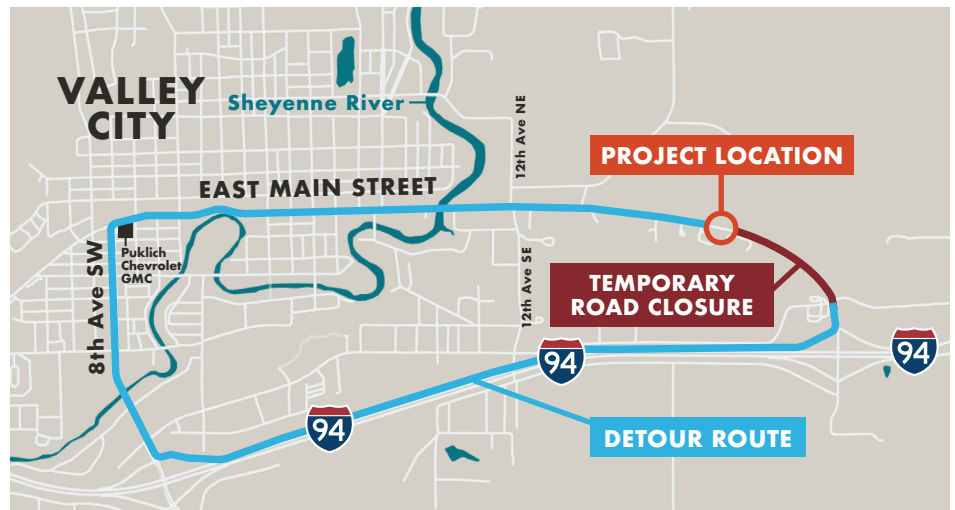 VALLEY
CITY
Sheyenne River
12th Ave NE
PROJECT LOCATION
EAST MAIN STREET
Puklich
Chevrolet
GMC
8th Ave SW
12th Ave SE
TEMPORARY
ROAD CLOSURE
94
94
94
DETOUR ROUTE